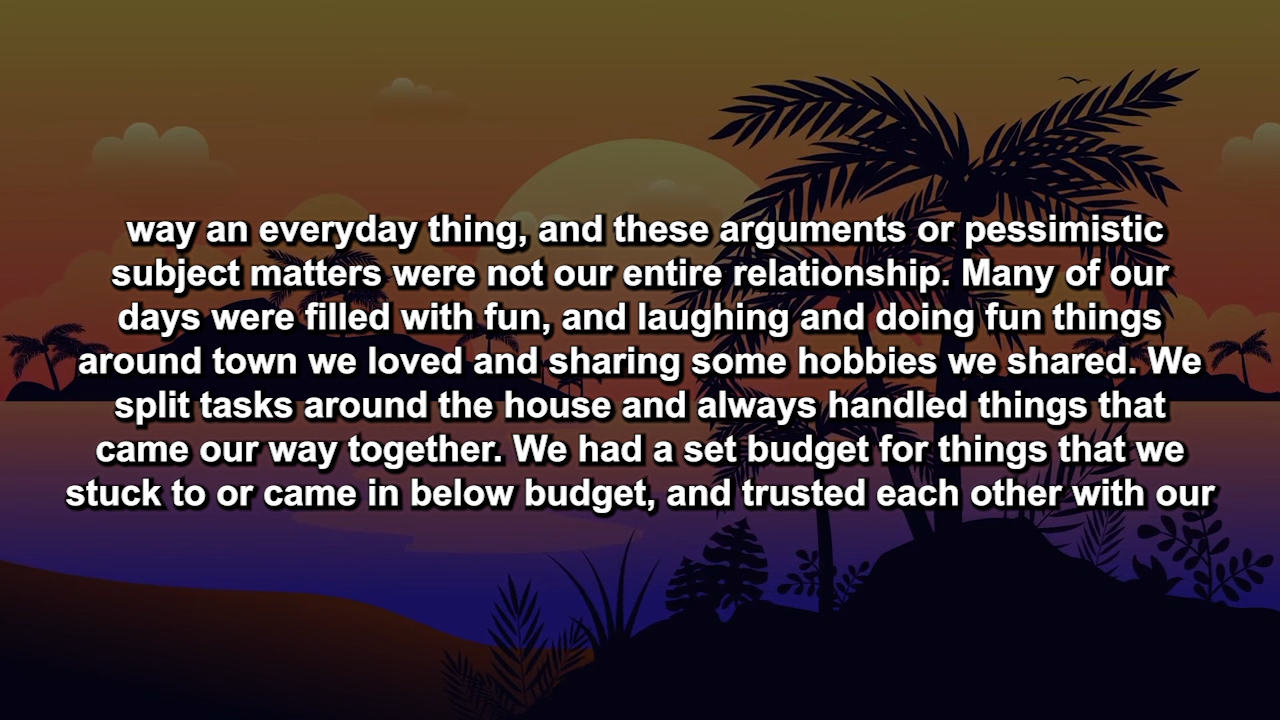 way an everyday thing, and these arguments or pessimistic
subject matters were not our entire relationship. Many of our
days were filled with fun, and laughing and doing fun things
around town we loved and sharing some hobbies we shared. We
split tasks around the house and always handled things that
came our way together. We had a set budget for things that we
stuck to or came in below budget, and trusted each other with our